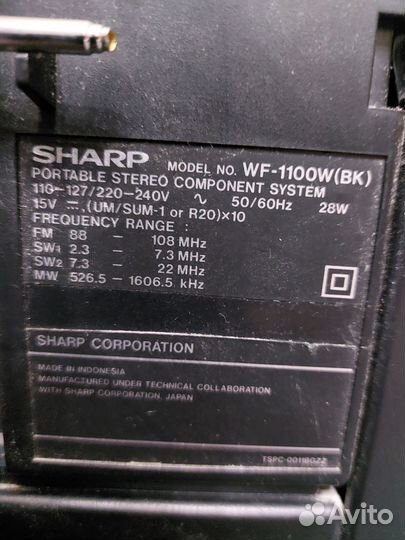 SHARP MODEL NO. WF-1100W(BK)
PORTABLE STEREO COMPONENT SYSTEM
110-127/220-240V ∿ 50/60Hz 28W
15V ⎓ (UM/SUM-1 or R20)×10
FREQUENCY RANGE :
FM 88 - 108 MHz
SW1 2.3 - 7.3 MHz
SW2 7.3 - 22 MHz
MW 526.5 - 1606.5 kHz
SHARP CORPORATION
MADE IN INDONESIA
MANUFACTURED UNDER TECHNICAL COLLABORATION
WITH SHARP CORPORATION, JAPAN
Avito